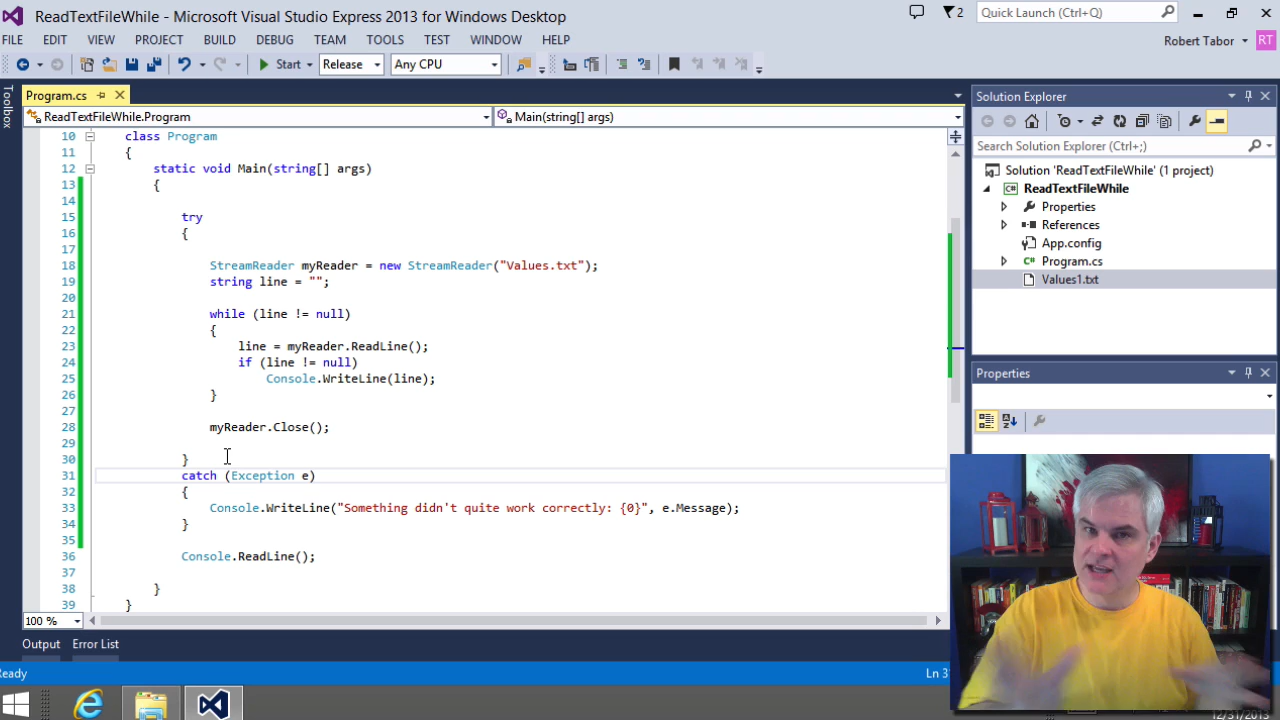 ReadTextFileWhile - Microsoft Visual Studio Express 2013 for Windows Desktop
2
Quick Launch (Ctrl+Q)
FILE EDIT VIEW PROJECT BUILD DEBUG TEAM TOOLS TEST WINDOW HELP
Robert Tabor RT
Start Release Any CPU
Toolbox
Program.cs
ReadTextFileWhile.Program
Main(string[] args)
10 class Program
11 {
12 static void Main(string[] args)
13 {
14
15 try
16 {
17
18 StreamReader myReader = new StreamReader("Values.txt");
19 string line = "";
20
21 while (line != null)
22 {
23 line = myReader.ReadLine();
24 if (line != null)
25 Console.WriteLine(line);
26 }
27
28 myReader.Close();
29
30 }
31 catch (Exception e)
32 {
33 Console.WriteLine("Something didn't quite work correctly: {0}", e.Message);
34 }
35
36 Console.ReadLine();
37
38 }
39 }
100 %
Output Error List
Ready
Ln 3
Solution Explorer
Search Solution Explorer (Ctrl+;)
Solution 'ReadTextFileWhile' (1 project)
ReadTextFileWhile
Properties
References
App.config
Program.cs
Values1.txt
Properties
12/31/2013